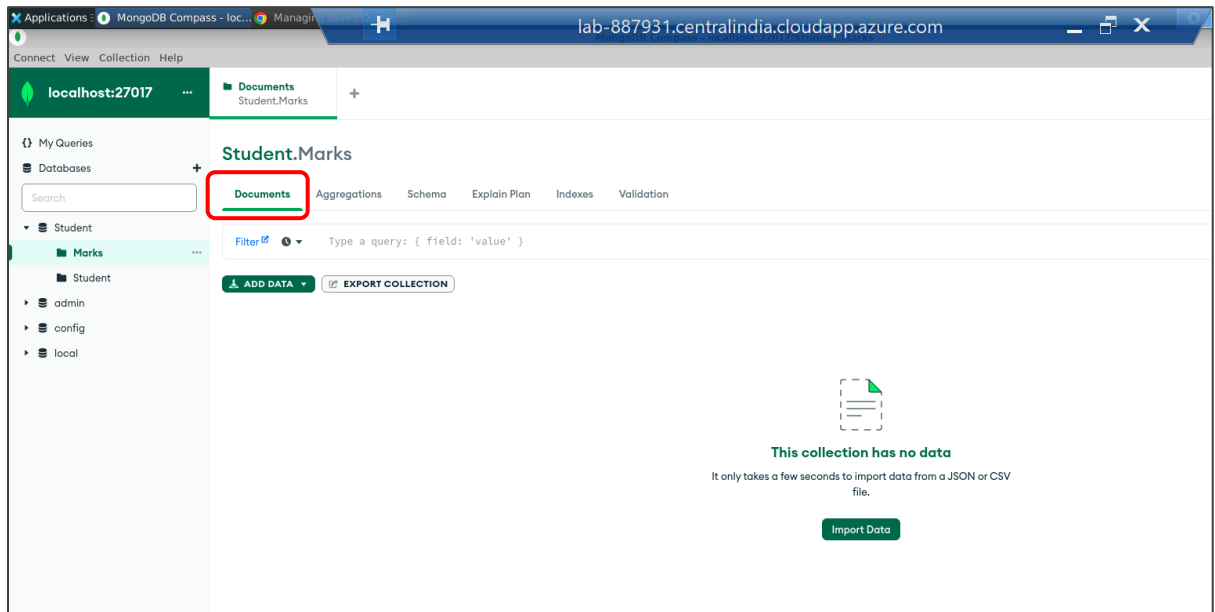 Applications
MongoDB Compass - loc...
Managi
lab-887931.centralindia.cloudapp.azure.com
Connect View Collection Help
localhost:27017 ...
Documents
Student.Marks
+
My Queries
Databases +
Search
Student
Marks ...
Student
admin
config
local
Student.Marks
Documents Aggregations Schema Explain Plan Indexes Validation
Filter Type a query: { field: 'value' }
ADD DATA EXPORT COLLECTION
This collection has no data
It only takes a few seconds to import data from a JSON or CSV
file.
Import Data